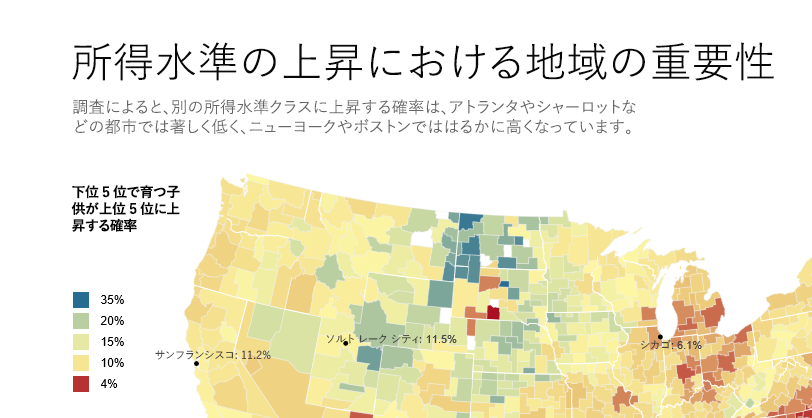 所得水準の上昇における地域の重要性
調査によると、別の所得水準クラスに上昇する確率は、アトランタやシャーロットな
どの都市では著しく低く、ニューヨークやボストンでははるかに高くなっています。
下位 5 位で育つ子
供が上位 5 位に上
昇する確率
35%
20%
15%
10%
4%
サンフランシスコ: 11.2%
ソルト レーク シティ: 11.5%
シカゴ: 6.1%